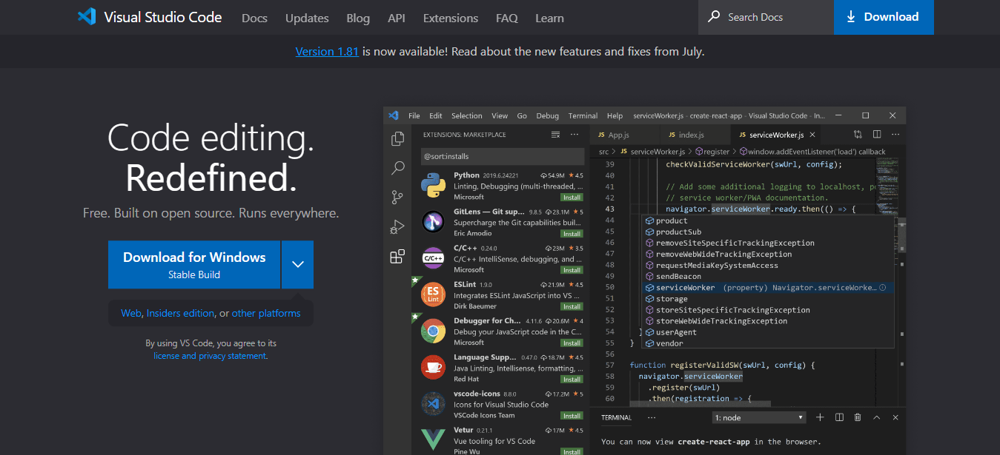 Visual Studio Code Docs Updates Blog API Extensions FAQ Learn Search Docs Download
Version 1.81 is now available! Read about the new features and fixes from July.
Code editing.
Redefined.
Free. Built on open source. Runs everywhere.
Download for Windows
Stable Build
Web, Insiders edition, or other platforms
By using VS Code, you agree to its
license and privacy statement.
File Edit Selection View Go Debug Terminal Help serviceWorker.js - create-react-app - Visual Studio Code - In...
EXTENSIONS: MARKETPLACE ...
@sort:installs
Python 2019.6.24221 54.9M ★ 4.5
Linting, Debugging (multi-threaded, ...
Microsoft Install
GitLens — Git sup... 9.8.5 23.1M ★ 5
Supercharge the Git capabilities buil...
Eric Amodio Install
C/C++ 0.24.0 23M ★ 3.5
C/C++ IntelliSense, debugging, and ...
Microsoft Install
C/C++
ESLint 1.9.0 21.9M ★ 4.5
Integrates ESLint JavaScript into VS ...
Dirk Baeumer Install
ES
Lint
Debugger for Ch... 4.11.6 20.6M ★ 4
Debug your JavaScript code in the C...
Microsoft Install
Language Supp... 0.47.0 18.7M ★ 4.5
Java Linting, Intellisense, formatting, ...
Red Hat Install
vscode-icons 8.8.0 17.2M ★ 5
Icons for Visual Studio Code
VSCode Icons Team Install
Vetur 0.21.1 17M ★ 4.5
Vue tooling for VS Code
Pine Wu Install
JS App.js JS index.js JS serviceWorker.js ...
src > JS serviceWorker.js > register > window.addEventListener('load') callback
39 checkValidServiceWorker(swUrl, config);
40
41 // Add some additional logging to localhost, po
42 // service worker/PWA documentation.
43 navigator.serviceWorker.ready.then(() => {
44 product
45 productSub
46 removeSiteSpecificTrackingException
47 removeWebWideTrackingException
48 requestMediaKeySystemAccess
49 sendBeacon
50 serviceWorker (property) Navigator.serviceWorke...
51 storage
52 storeSiteSpecificTrackingException
53 storeWebWideTrackingException
54 } userAgent
55 } vendor
56
57 function registerValidSW(swUrl, config) {
58 navigator.serviceWorker
59 .register(swUrl)
60 .then(registration => {
TERMINAL ... 1: node
You can now view create-react-app in the browser.